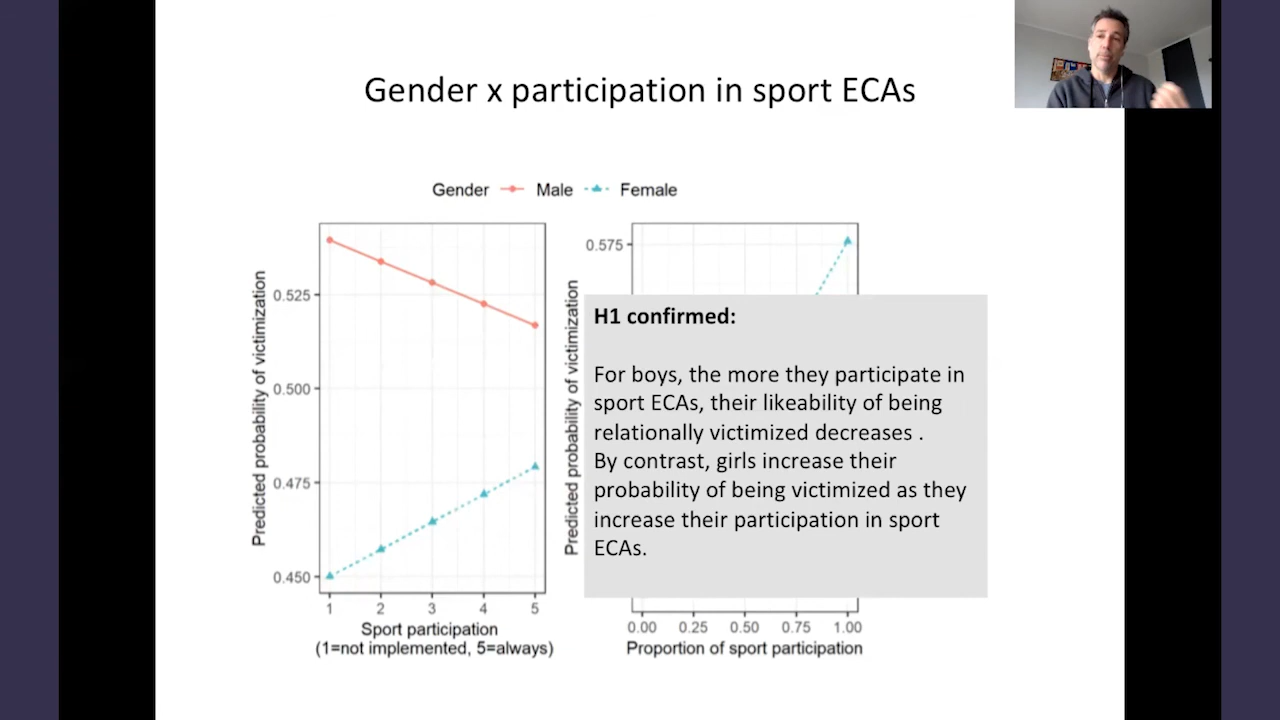 Gender x participation in sport ECAs
Gender Male Female
Predicted probability of victimization
0.525
0.500
0.475
0.450
1 2 3 4 5
Sport participation
(1=not implemented, 5=always)
Predicted probability of victimization
0.575
H1 confirmed:
For boys, the more they participate in
sport ECAs, their likeability of being
relationally victimized decreases .
By contrast, girls increase their
probability of being victimized as they
increase their participation in sport
ECAs.
0.00 0.25 0.50 0.75 1.00
Proportion of sport participation